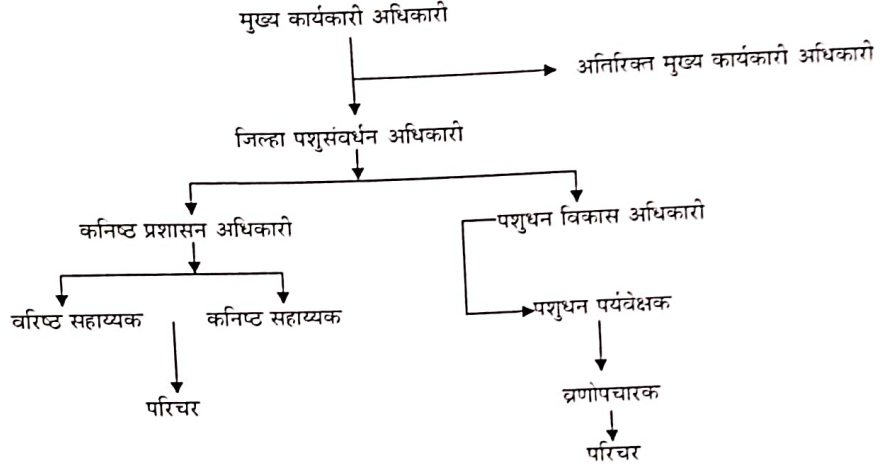 मुख्य कार्यकारी अधिकारी
अतिरिक्त मुख्य कार्यकारी अधिकारी
जिल्हा पशुसंवर्धन अधिकारी
कनिष्ठ प्रशासन अधिकारी
पशुधन विकास अधिकारी
वरिष्ठ सहाय्यक
कनिष्ठ सहाय्यक
पशुधन पर्यवेक्षक
परिचर
व्रणोपचारक
परिचर